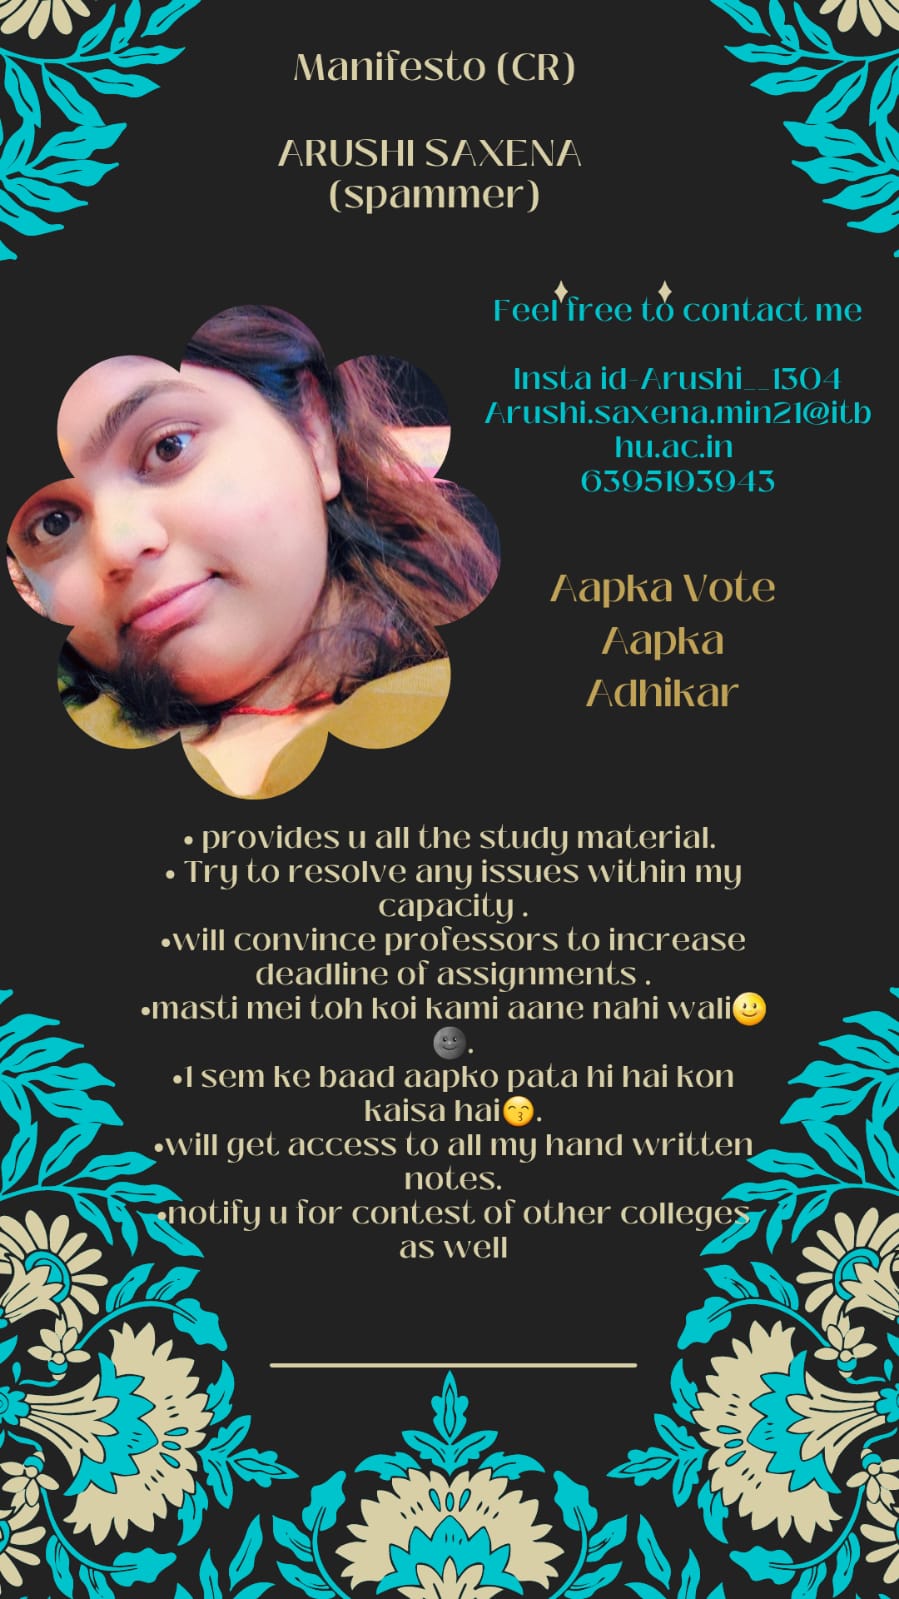 Manifesto (CR)
ARUSHI SAXENA
(spammer)
Feel free to contact me
Insta id-Arushi__1304
Arushi.saxena.min21@itb
hu.ac.in
6395193943
Aapka Vote
Aapka
Adhikar
• provides u all the study material.
• Try to resolve any issues within my
capacity .
•will convince professors to increase
deadline of assignments .
•masti mei toh koi kami aane nahi wali🌝
🌚.
•1 sem ke baad aapko pata hi hai kon
kaisa hai😙.
•will get access to all my hand written
notes.
•notify u for contest of other colleges
as well